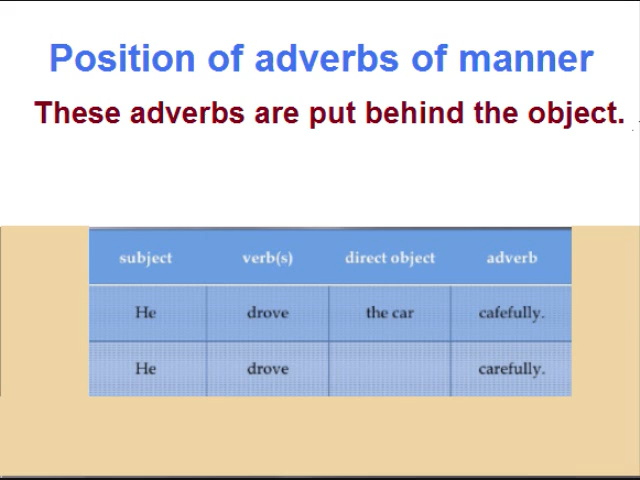 Position of adverbs of manner
These adverbs are put behind the object.
subject verb(s) direct object adverb
He drove the car cafefully.
He drove carefully.